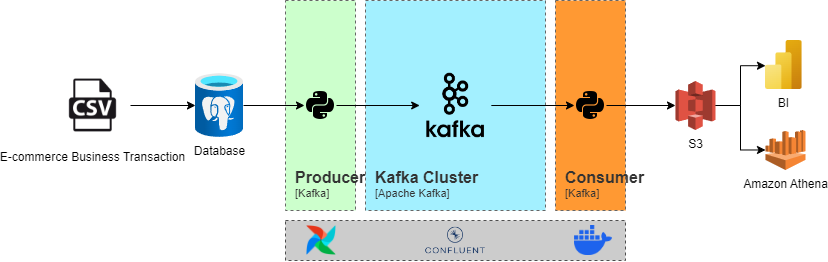 CSV
E-commerce Business Transaction
Database
Producer
[Kafka]
kafka
Kafka Cluster
[Apache Kafka]
Consumer
[Kafka]
S3
BI
Amazon Athena
CONFLUENT